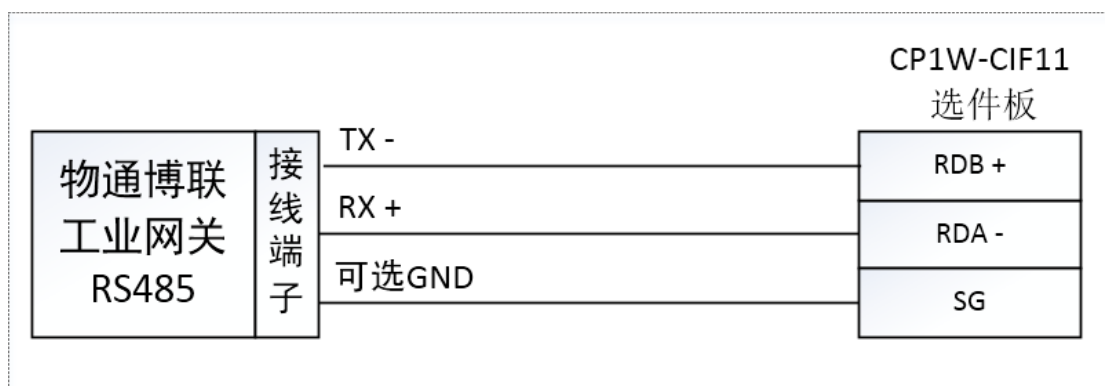 CP1W-CIF11
选件板
物通博联
工业网关
RS485
接
线
端
子
TX -
RX +
可选GND
RDB +
RDA -
SG